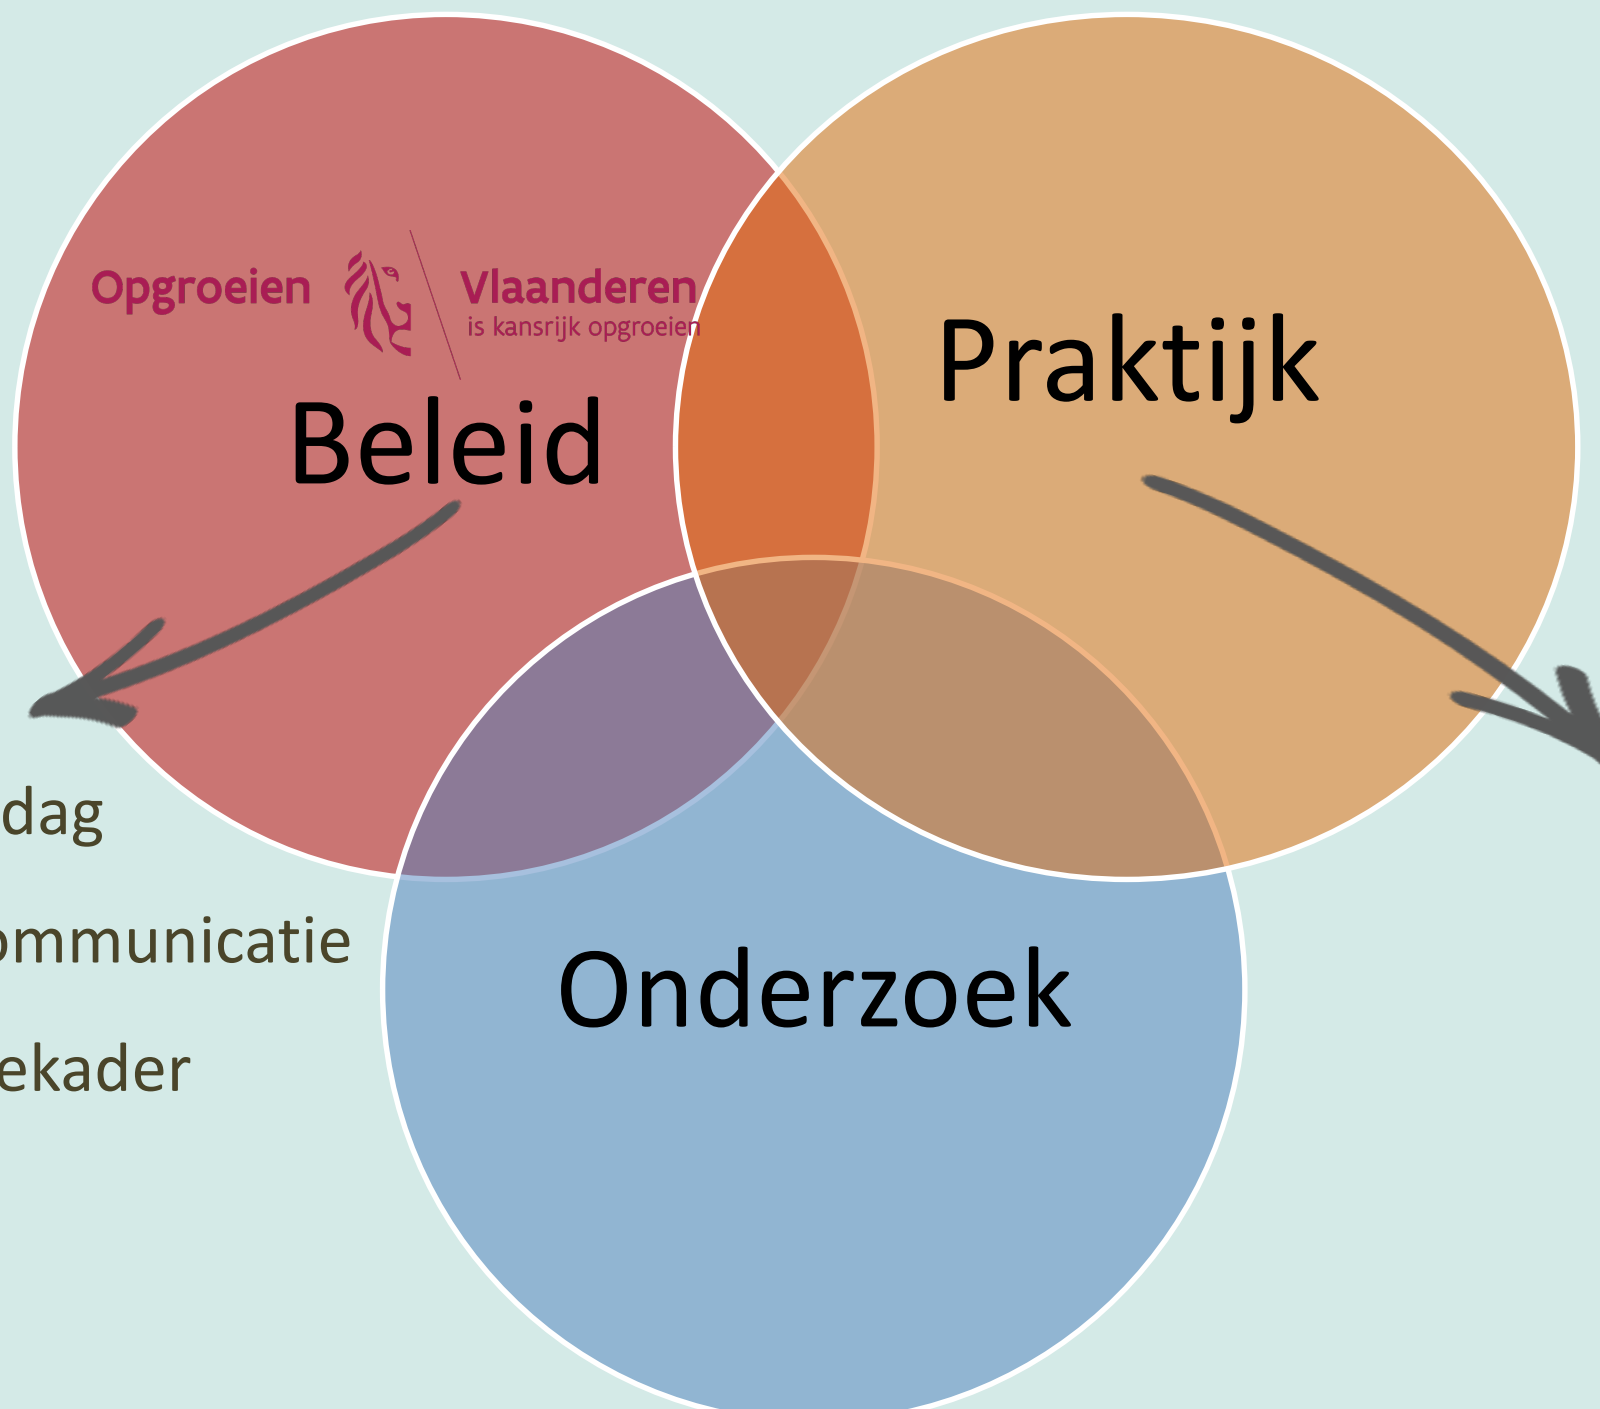 Opgroeien
Vlaanderen
is kansrijk opgroeien
Beleid
Praktijk
dag
ommunicatie
ekader
Onderzoek